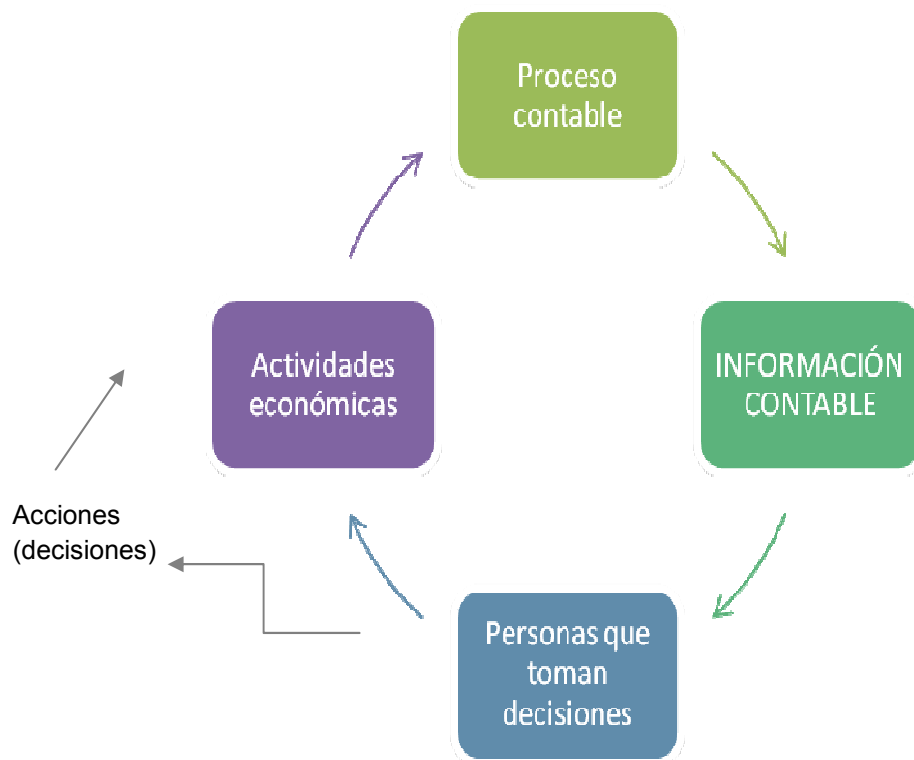 Proceso
contable
Actividades
económicas
INFORMACIÓN
CONTABLE
Acciones
(decisiones)
Personas que
toman
decisiones